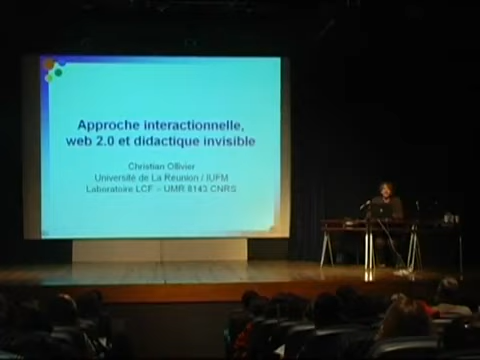 Approche interactionnelle,
web 2.0 et didactique invisible
Christian Ollivier
Université de La Réunion / IUFM
Laboratoire LCF – UMR 8143 CNRS